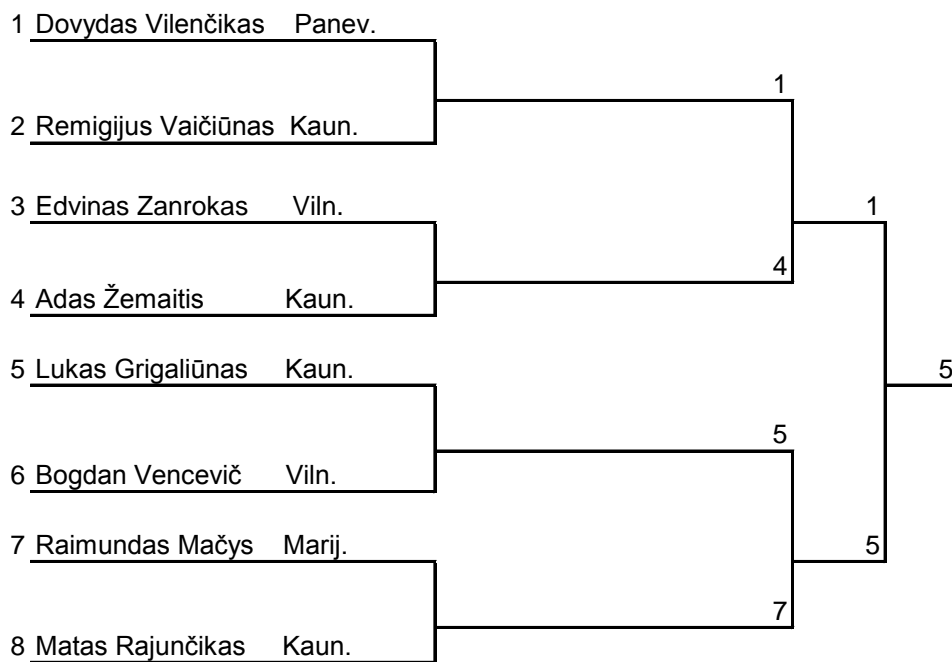 1 Dovydas Vilenčikas Panev.
1
2 Remigijus Vaičiūnas Kaun.
3 Edvinas Zanrokas Viln.
1
4
4 Adas Žemaitis Kaun.
5 Lukas Grigaliūnas Kaun.
5
5
6 Bogdan Vencevič Viln.
7 Raimundas Mačys Marij.
5
7
8 Matas Rajunčikas Kaun.